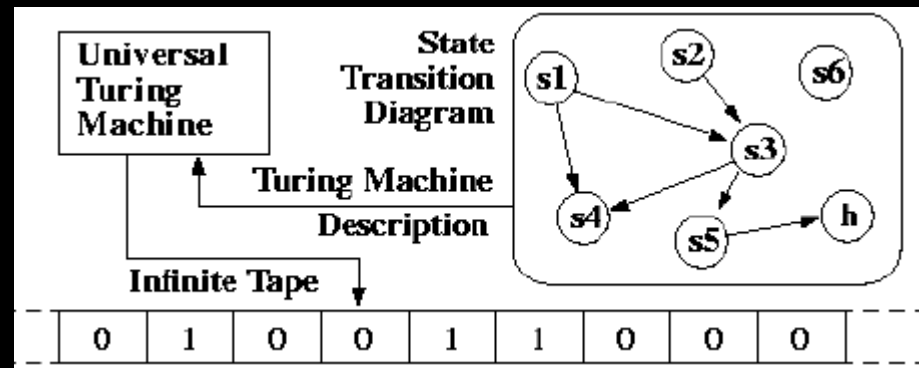 Universal
Turing
Machine
State
Transition
Diagram
s1
s2
s6
s3
s4
s5
h
Turing Machine
Description
Infinite Tape
0 1 0 0 1 1 0 0 0